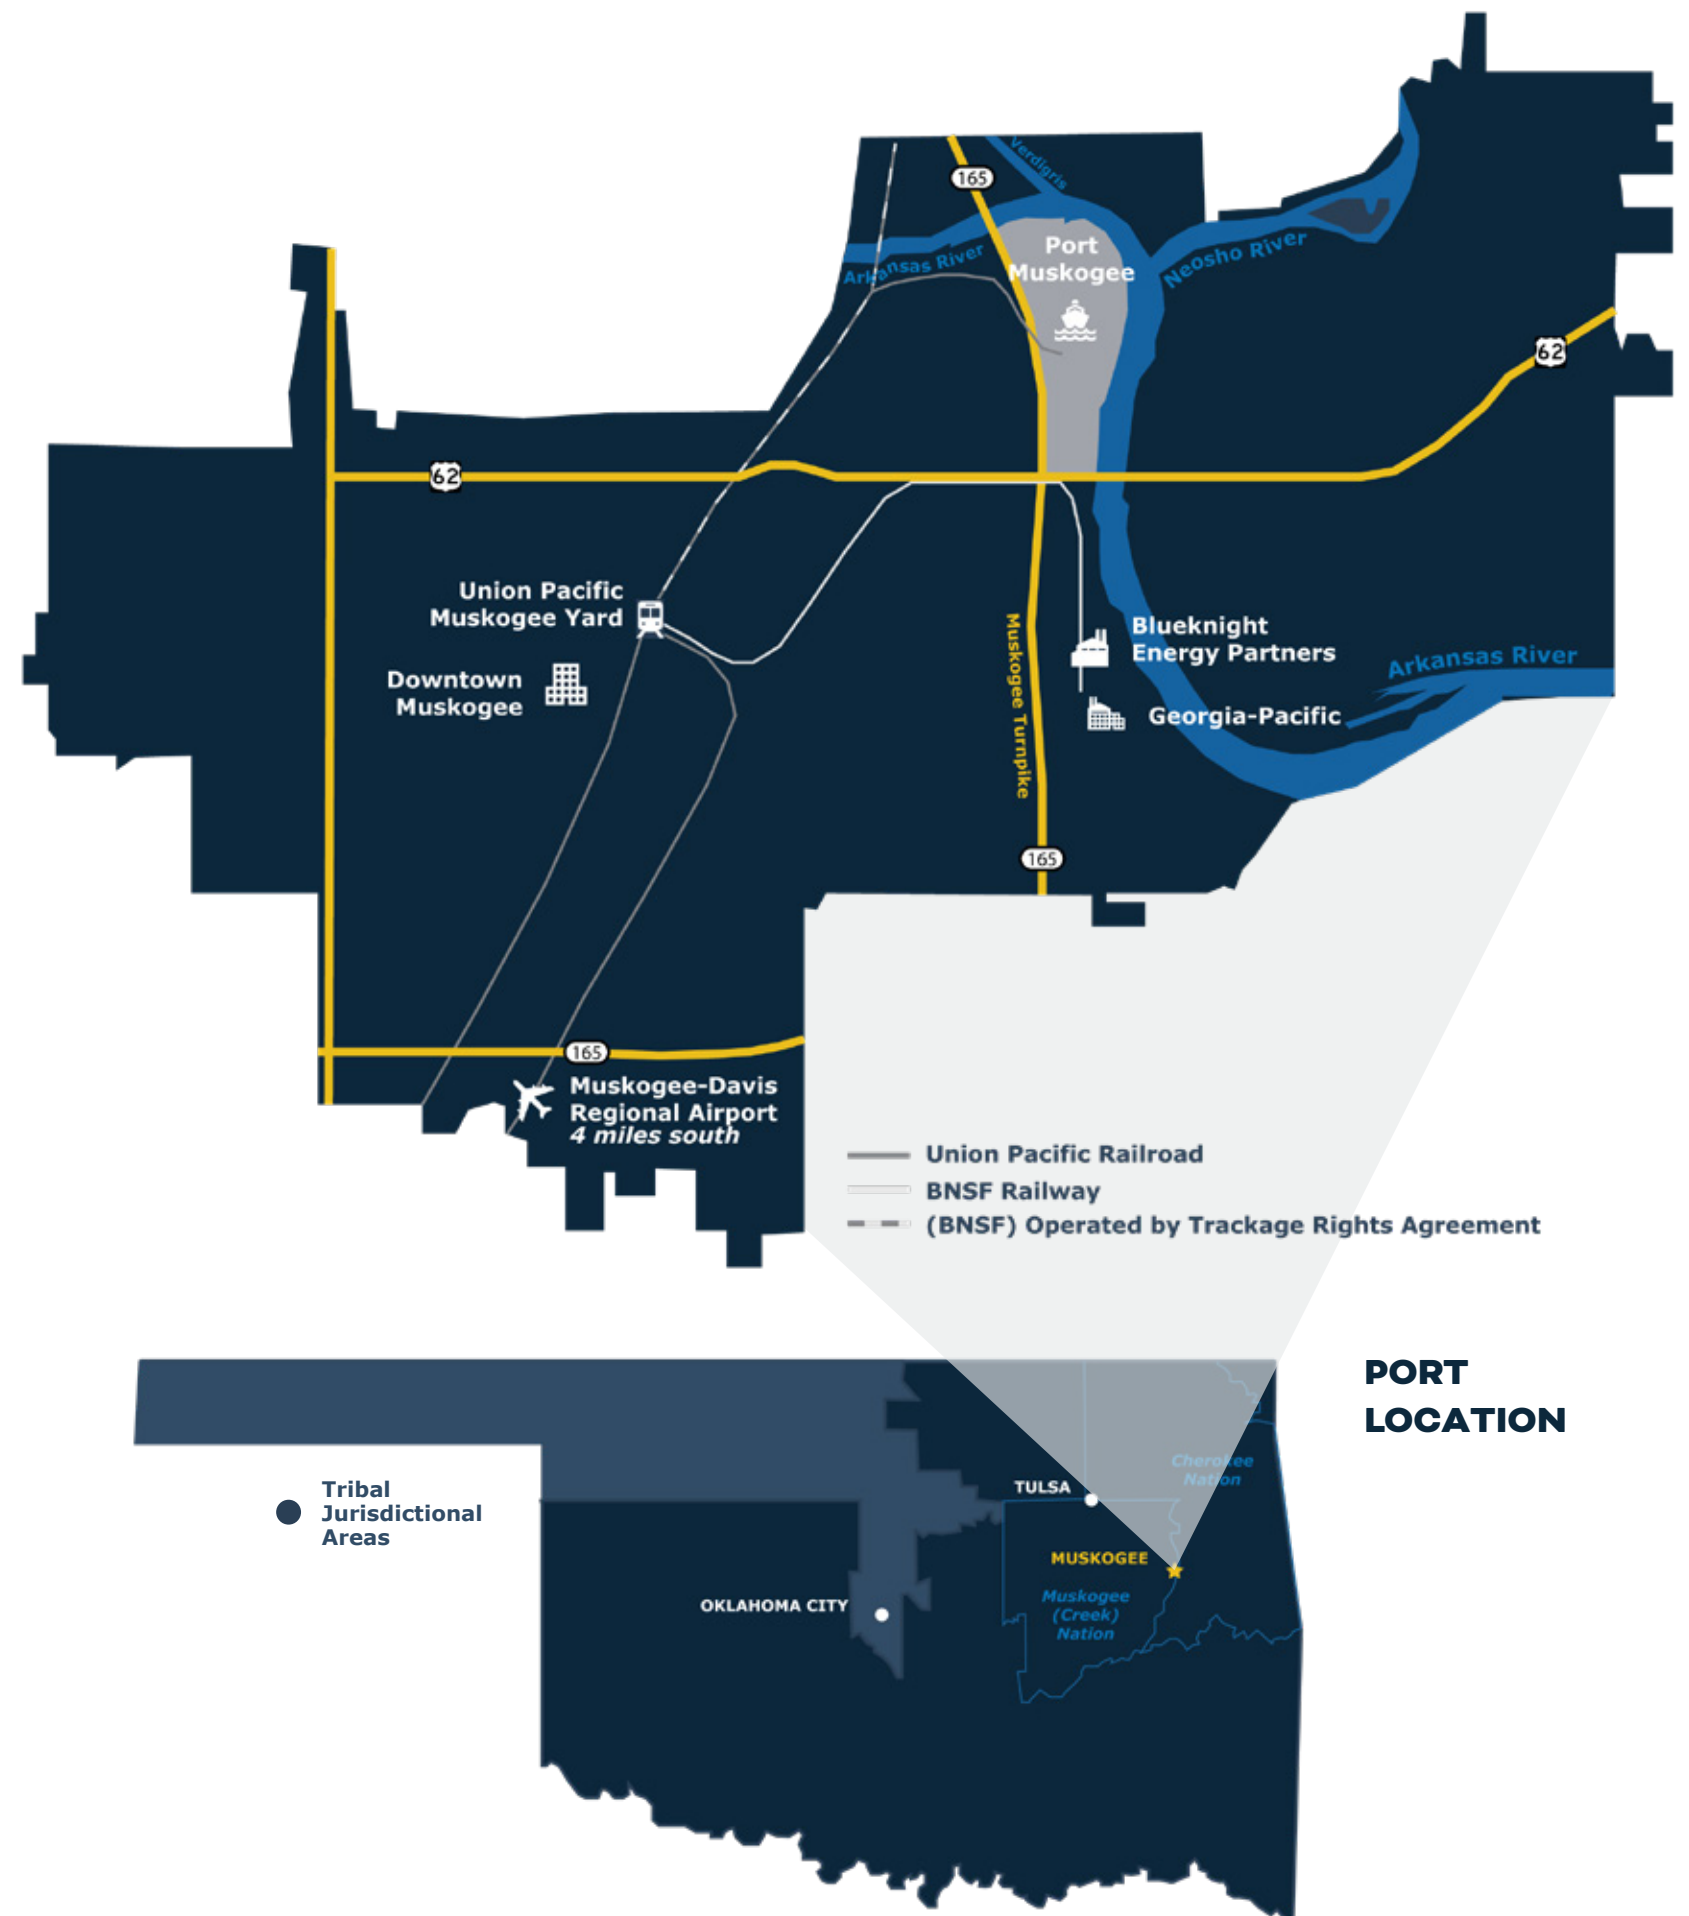 165
Verdigris
Port
Muskogee
Arkansas River
Neosho River
62
62
Union Pacific
Muskogee Yard
Downtown
Muskogee
Muskogee Turnpike
Blueknight
Energy Partners
Arkansas River
Georgia-Pacific
165
165
Muskogee-Davis
Regional Airport
4 miles south
Union Pacific Railroad
BNSF Railway
(BNSF) Operated by Trackage Rights Agreement
PORT
LOCATION
Tribal
Jurisdictional
Areas
Cherokee
Nation
TULSA
MUSKOGEE
Muskogee
(Creek)
Nation
OKLAHOMA CITY